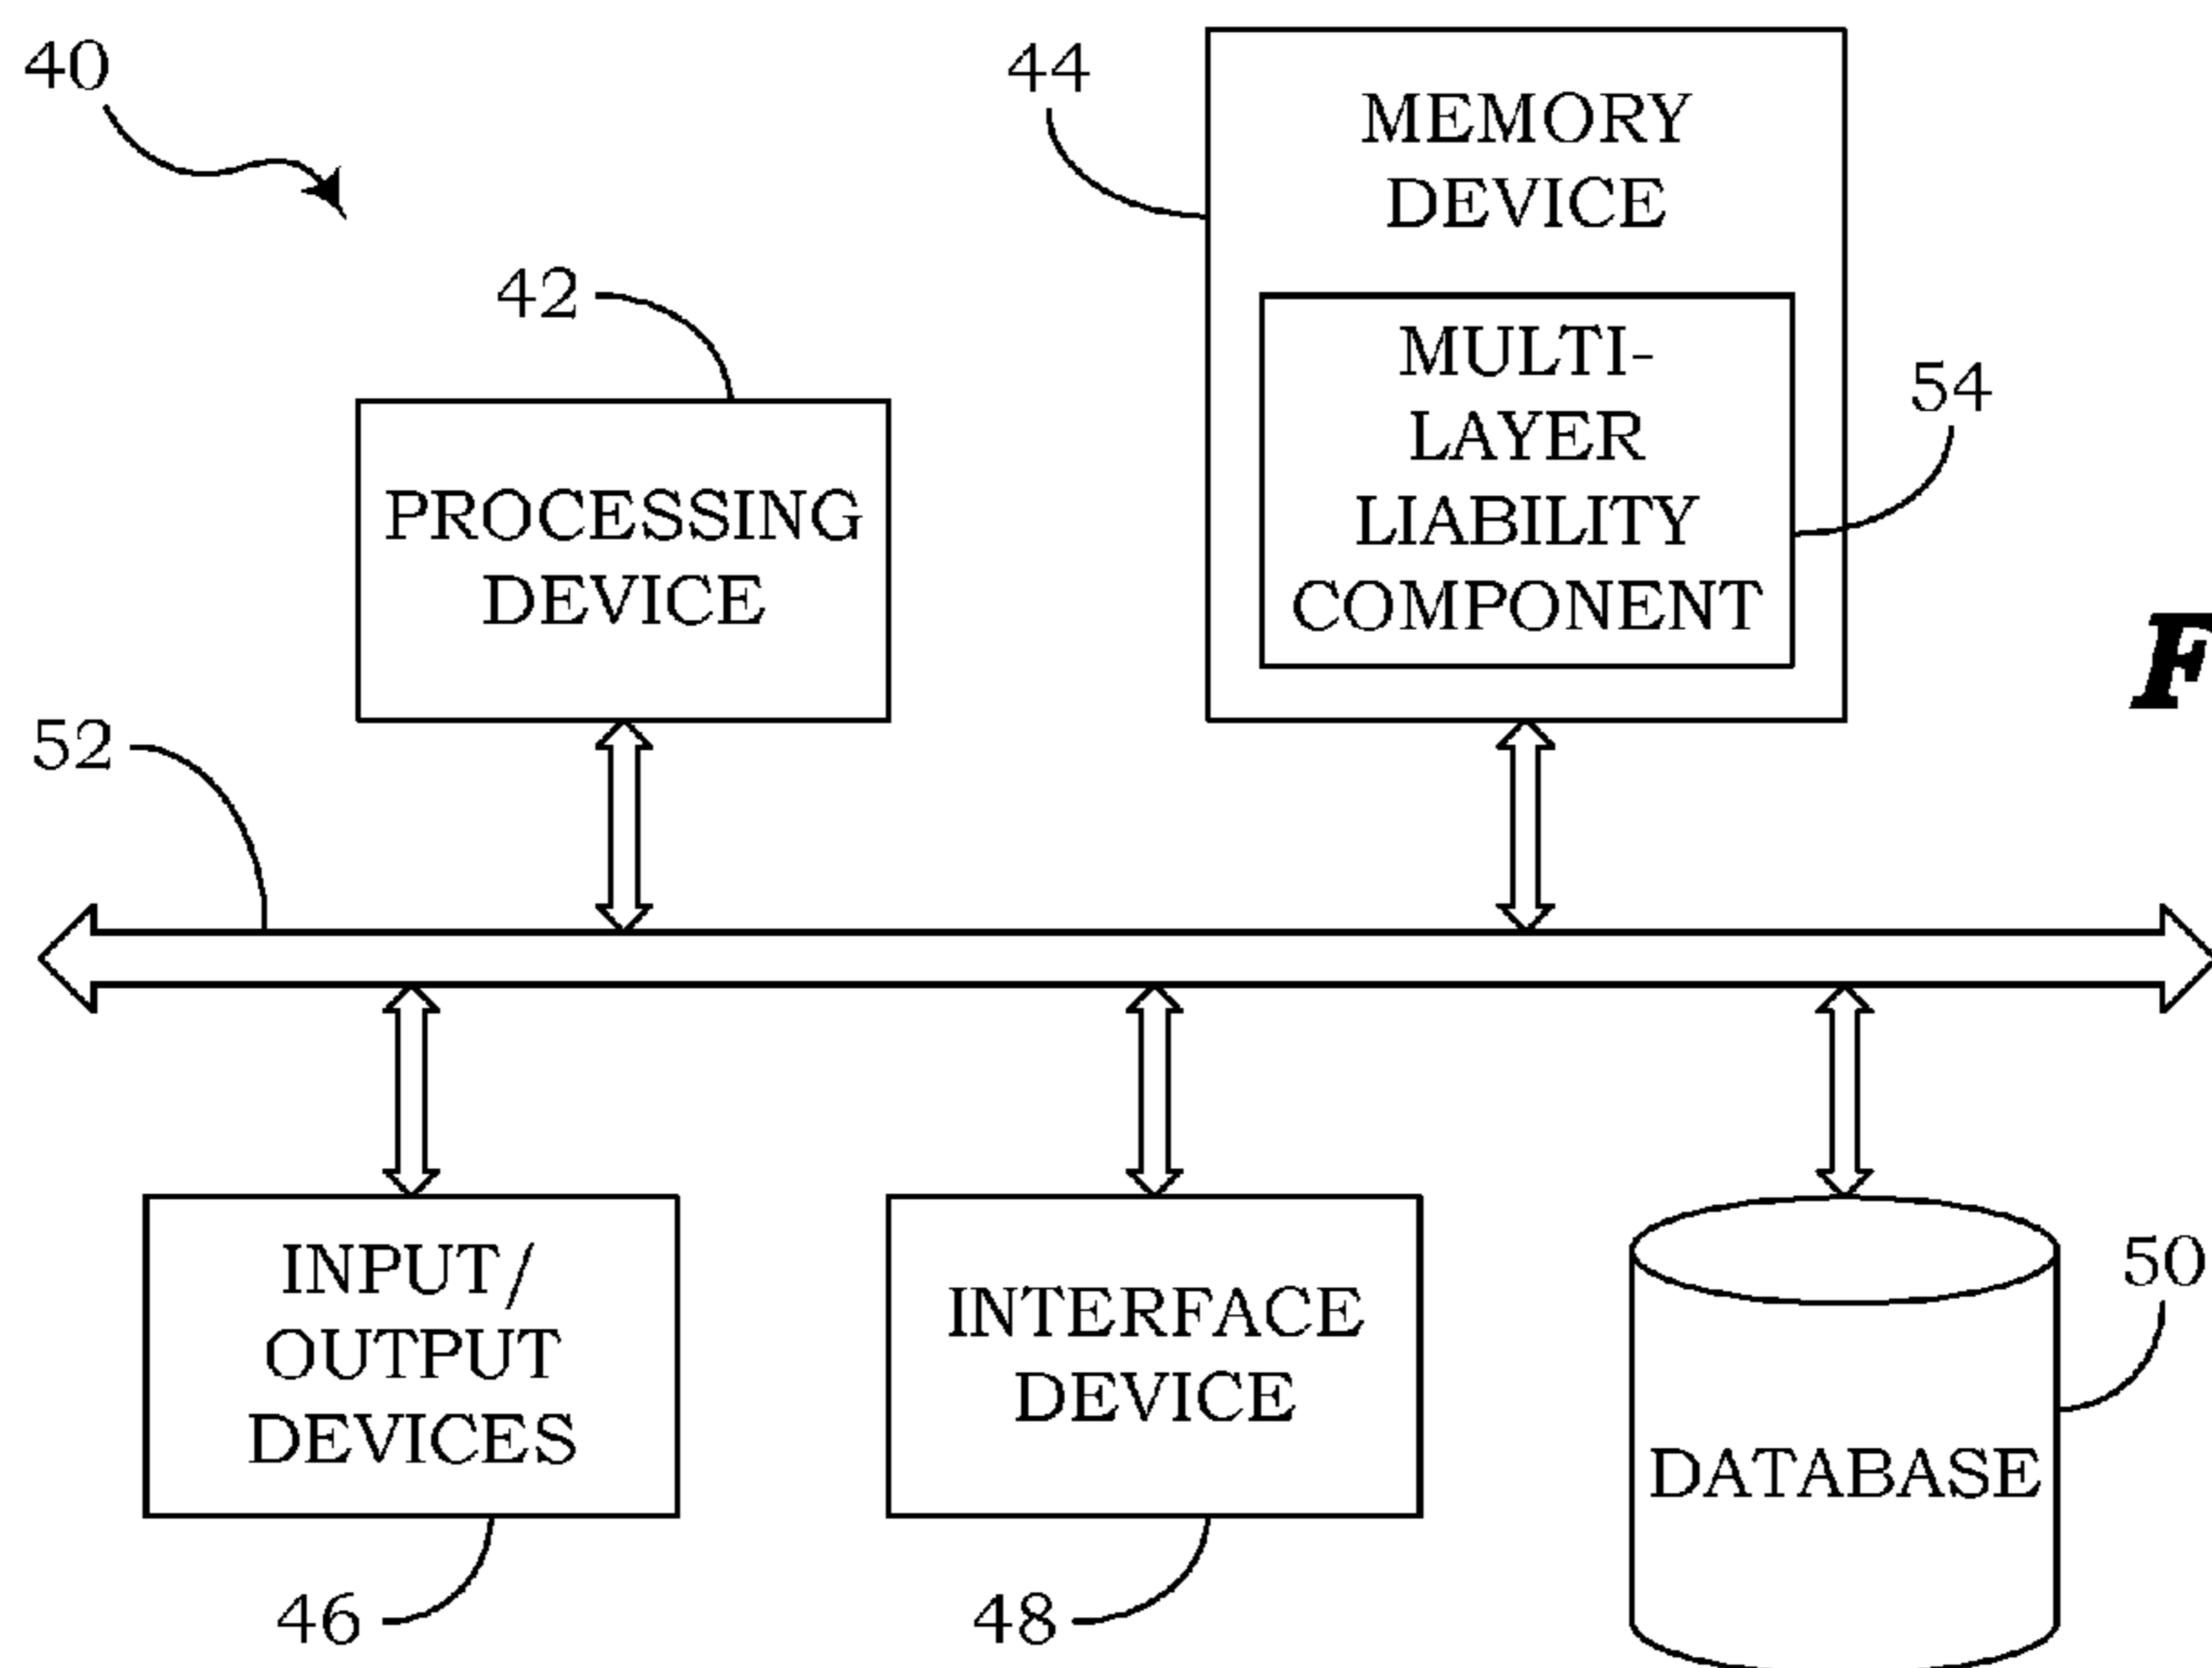 40
44
MEMORY
DEVICE
42
MULTI-
LAYER
LIABILITY
COMPONENT
54
PROCESSING
DEVICE
F
52
INPUT/
OUTPUT
DEVICES
46
INTERFACE
DEVICE
48
50
DATABASE